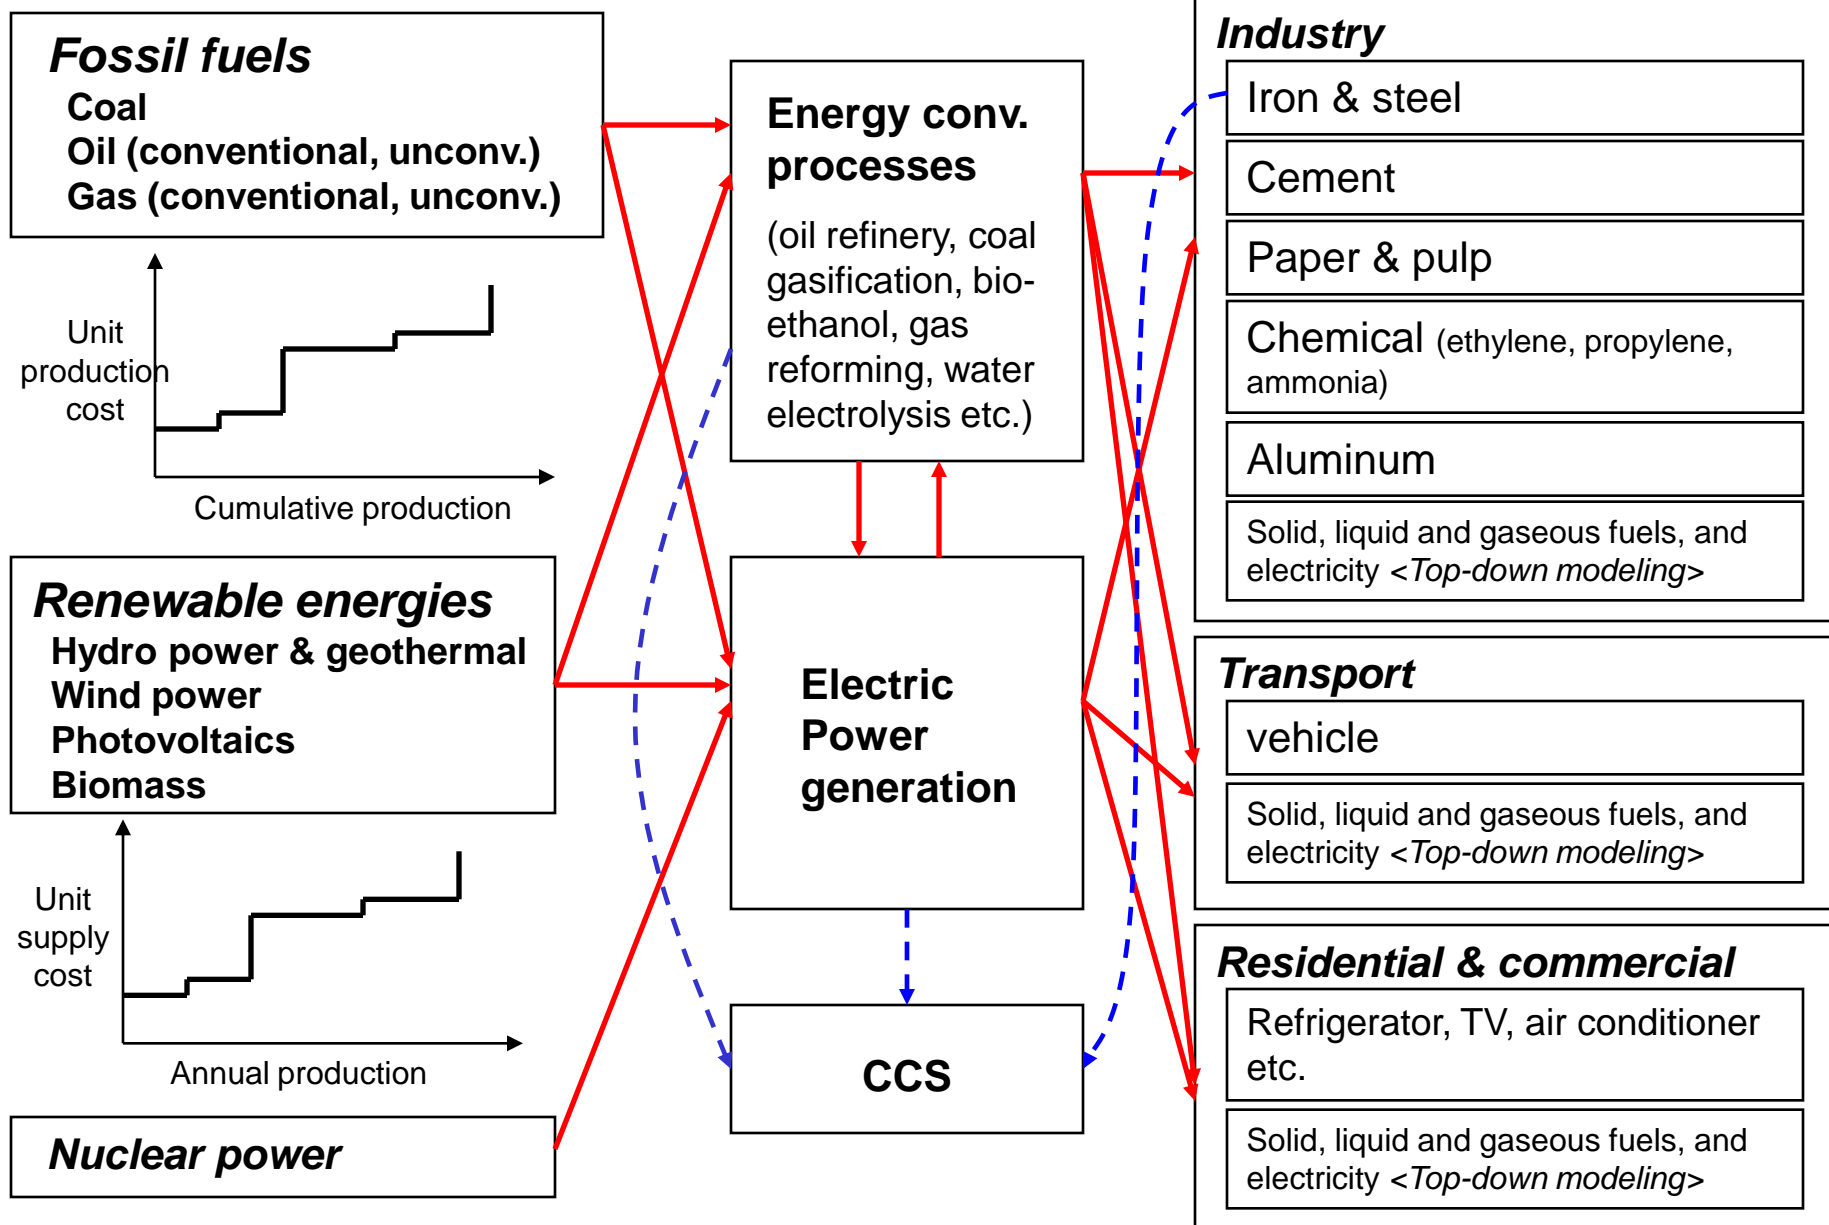 Fossil fuels
Coal
Oil (conventional, unconv.)
Gas (conventional, unconv.)
Unit
production
cost
Cumulative production
Renewable energies
Hydro power & geothermal
Wind power
Photovoltaics
Biomass
Unit
supply
cost
Annual production
Nuclear power
Energy conv.
processes
(oil refinery, coal
gasification, bio-
ethanol, gas
reforming, water
electrolysis etc.)
Electric
Power
generation
CCS
Industry
Iron & steel
Cement
Paper & pulp
Chemical (ethylene, propylene,
ammonia)
Aluminum
Solid, liquid and gaseous fuels, and
electricity <Top-down modeling>
Transport
vehicle
Solid, liquid and gaseous fuels, and
electricity <Top-down modeling>
Residential & commercial
Refrigerator, TV, air conditioner
etc.
Solid, liquid and gaseous fuels, and
electricity <Top-down modeling>